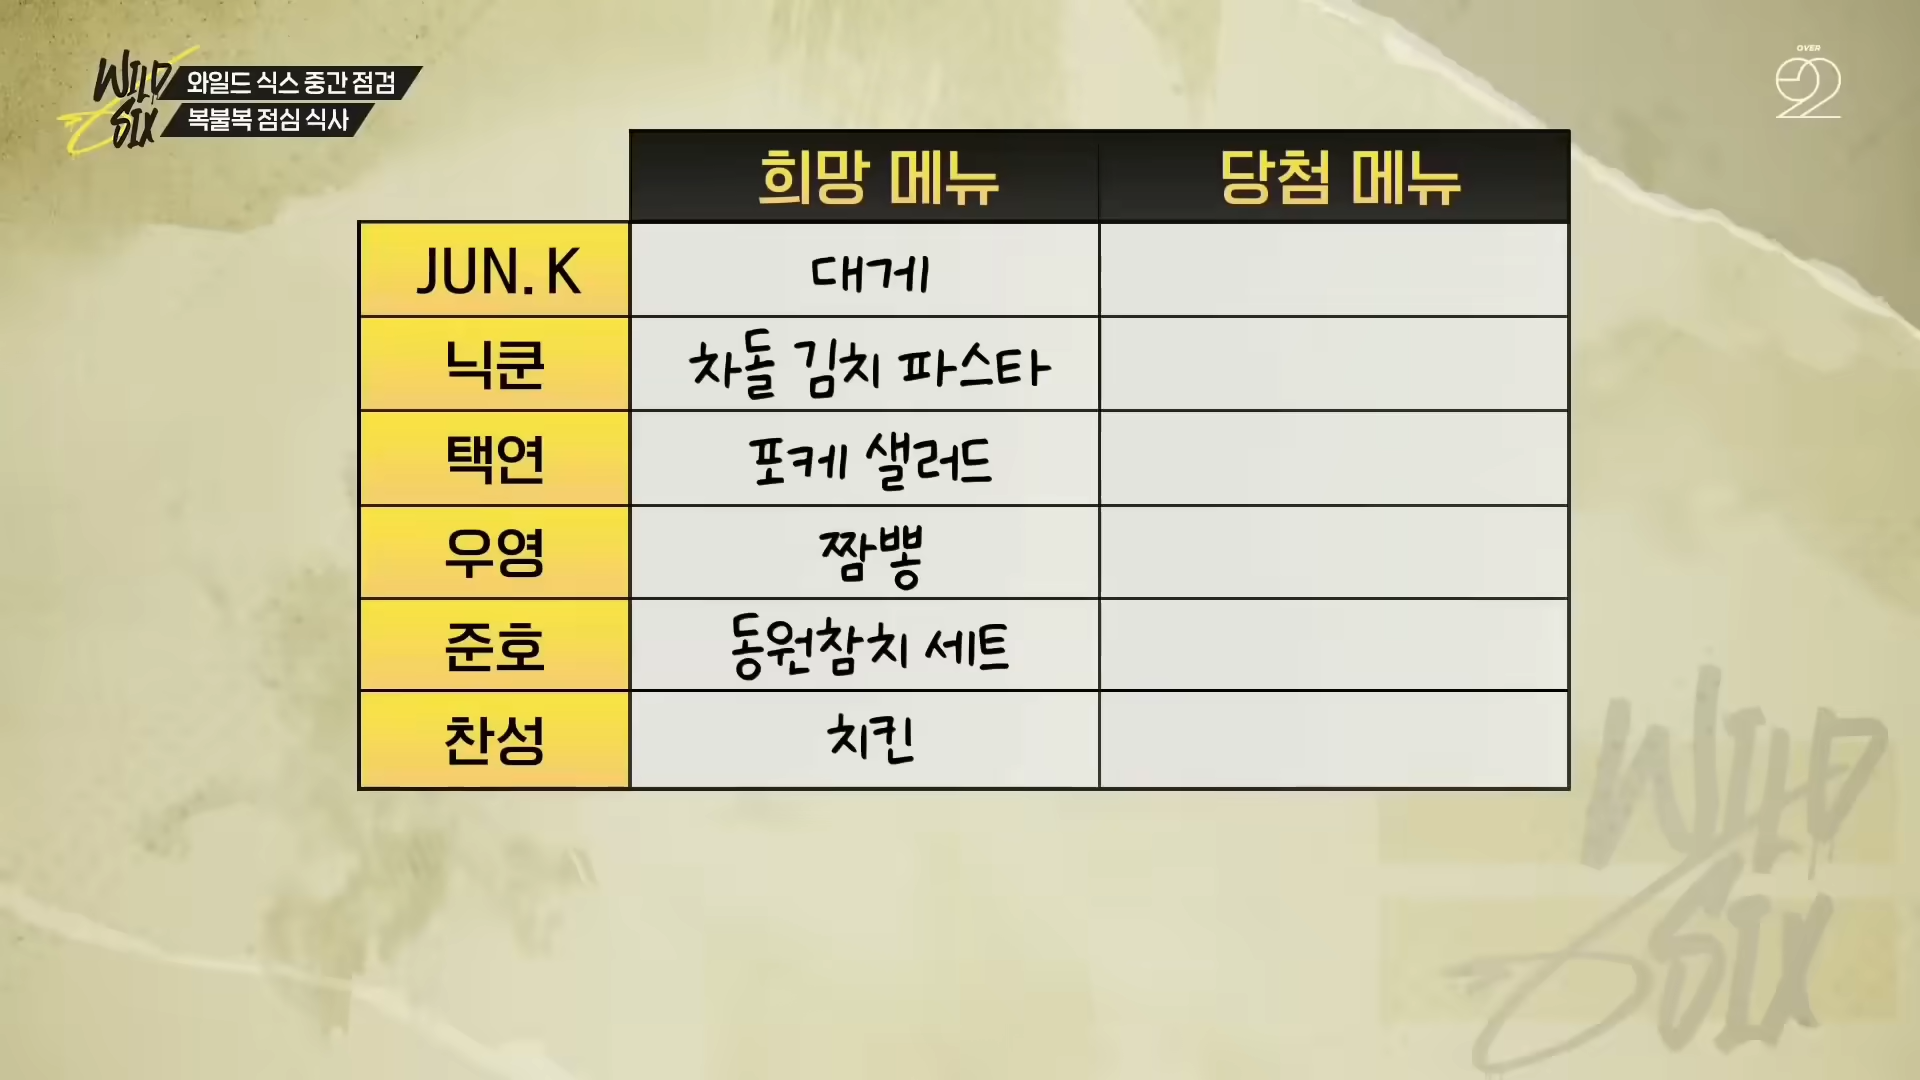 WILD
SIX
와일드 식스 중간 점검
복불복 점심 식사
OVER
22
희망 메뉴 당첨 메뉴
JUN. K 대게
닉쿤 차돌 김치 파스타
택연 포케 샐러드
우영 짬뽕
준호 동원참치 세트
찬성 치킨
WILD
SIX